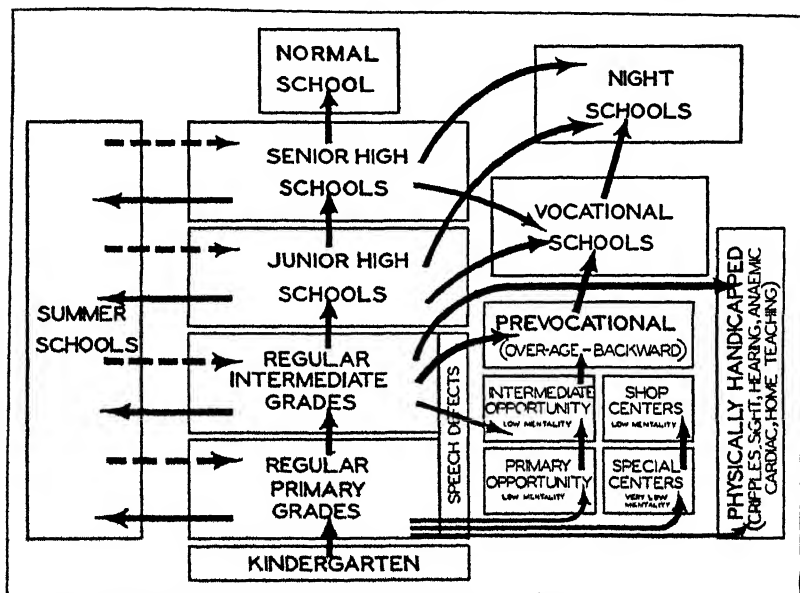 NORMAL
SCHOOL
NIGHT
SCHOOLS
SENIOR HIGH
SCHOOLS
VOCATIONAL
SCHOOLS
JUNIOR HIGH
SCHOOLS
SUMMER
SCHOOLS
PREVOCATIONAL
(OVER-AGE-BACKWARD)
REGULAR
INTERMEDIATE
GRADES
INTERMEDIATE
OPPORTUNITY
LOW MENTALITY
SHOP
CENTERS
LOW MENTALITY
REGULAR
PRIMARY
GRADES
SPEECH DEFECTS
PRIMARY
OPPORTUNITY
LOW MENTALITY
SPECIAL
CENTERS
VERY LOW
MENTALITY
PHYSICALLY HANDICAPPED
(CRIPPLES, SIGHT, HEARING, ANAEMIC
CARDIAC, HOME TEACHING)
KINDERGARTEN